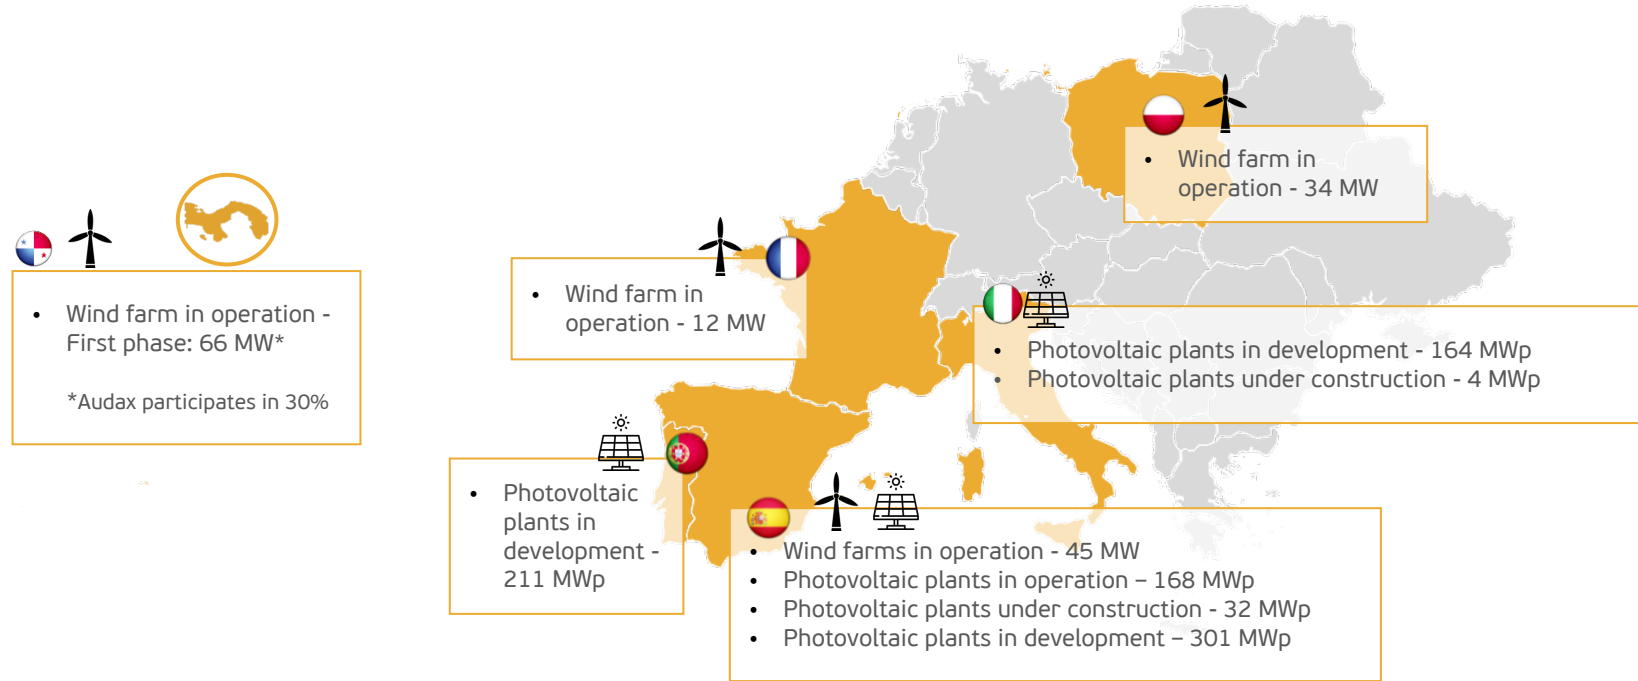 • Wind farm in operation -
First phase: 66 MW*
*Audax participates in 30%
• Wind farm in
operation - 12 MW
• Wind farm in
operation - 34 MW
• Photovoltaic plants in development - 164 MWp
• Photovoltaic plants under construction - 4 MWp
• Photovoltaic
plants in
development -
211 MWp
• Wind farms in operation - 45 MW
• Photovoltaic plants in operation – 168 MWp
• Photovoltaic plants under construction - 32 MWp
• Photovoltaic plants in development – 301 MWp